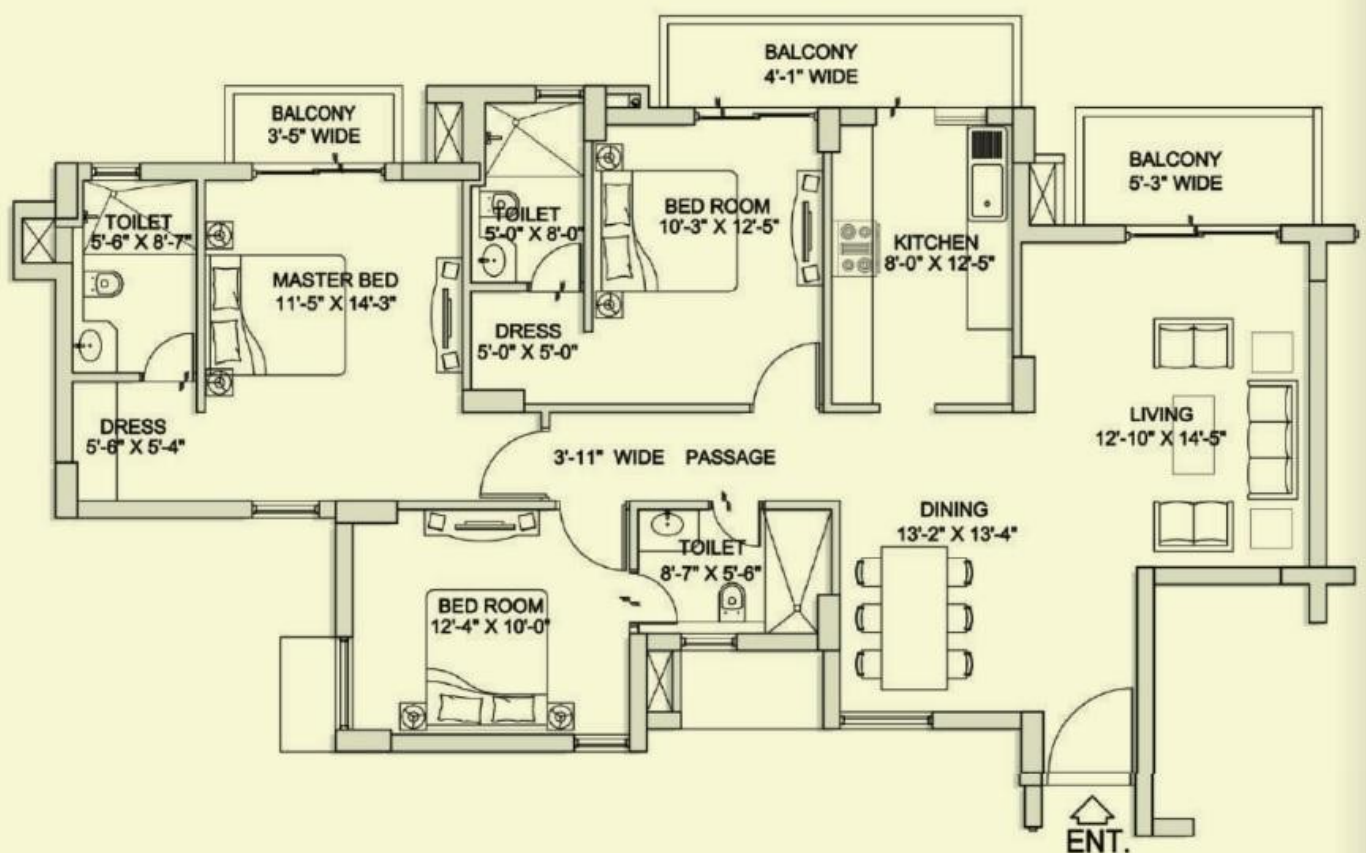 BALCONY
4'-1" WIDE
BALCONY
3'-5" WIDE
BALCONY
5'-3" WIDE
TOILET
5'-6" X 8'-7"
TOILET
5'-0" X 8'-0"
BED ROOM
10'-3" X 12'-5"
KITCHEN
8'-0" X 12'-5"
MASTER BED
11'-5" X 14'-3"
DRESS
5'-0" X 5'-0"
DRESS
5'-6" X 5'-4"
LIVING
12'-10" X 14'-5"
3'-11" WIDE PASSAGE
DINING
13'-2" X 13'-4"
TOILET
8'-7" X 5'-6"
BED ROOM
12'-4" X 10'-0"
ENT.